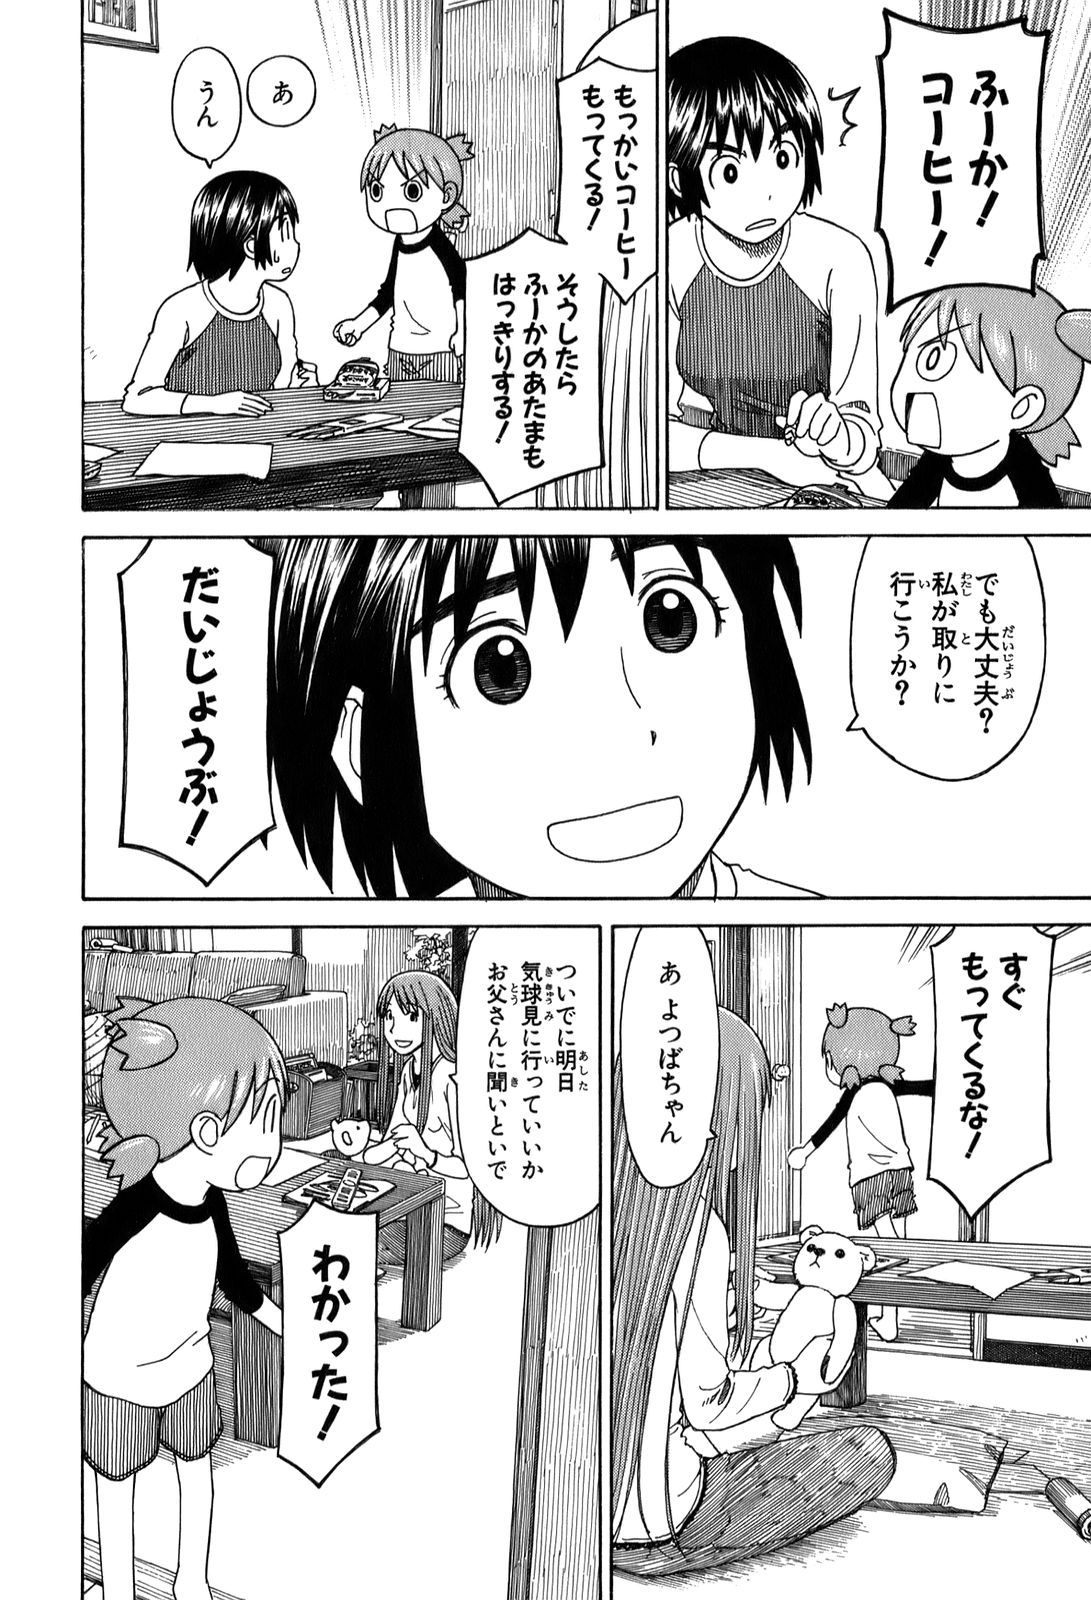 ふーか!
コーヒー!
もっかいコーヒー
もってくる!
そうしたら
ふーかのあたまも
はっきりする!
あ
うん
でも大丈夫?
私が取りに
行こうか?
だいじょうぶ!
すぐ
もってくるな!
あ よつばちゃん
ついでに明日
気球見に行っていいか
お父さんに聞いといで
わかった!